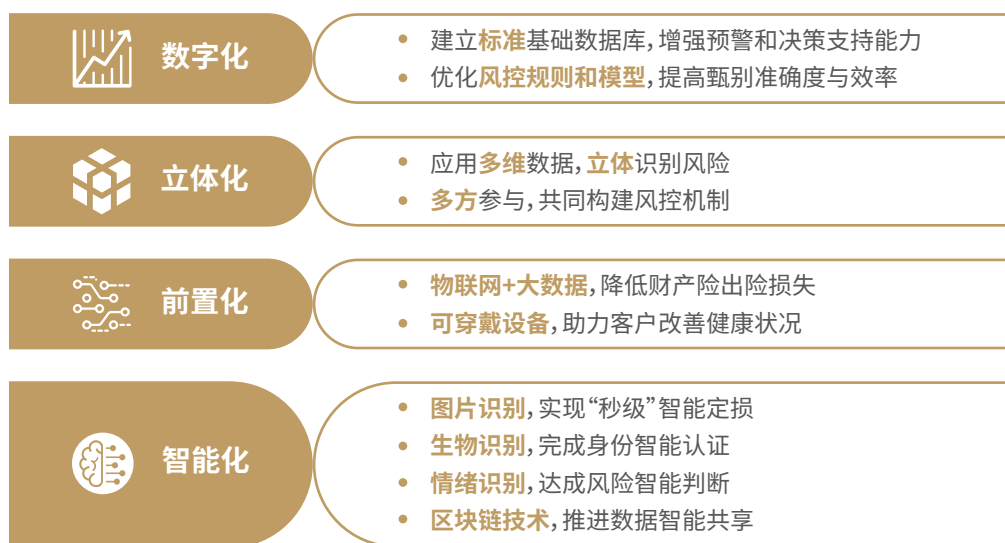 数字化
建立标准基础数据库,增强预警和决策支持能力
优化风控规则和模型,提高甄别准确度与效率
立体化
应用多维数据,立体识别风险
多方参与,共同构建风控机制
前置化
物联网+大数据,降低财产险出险损失
可穿戴设备,助力客户改善健康状况
智能化
图片识别,实现“秒级”智能定损
生物识别,完成身份智能认证
情绪识别,达成风险智能判断
区块链技术,推进数据智能共享